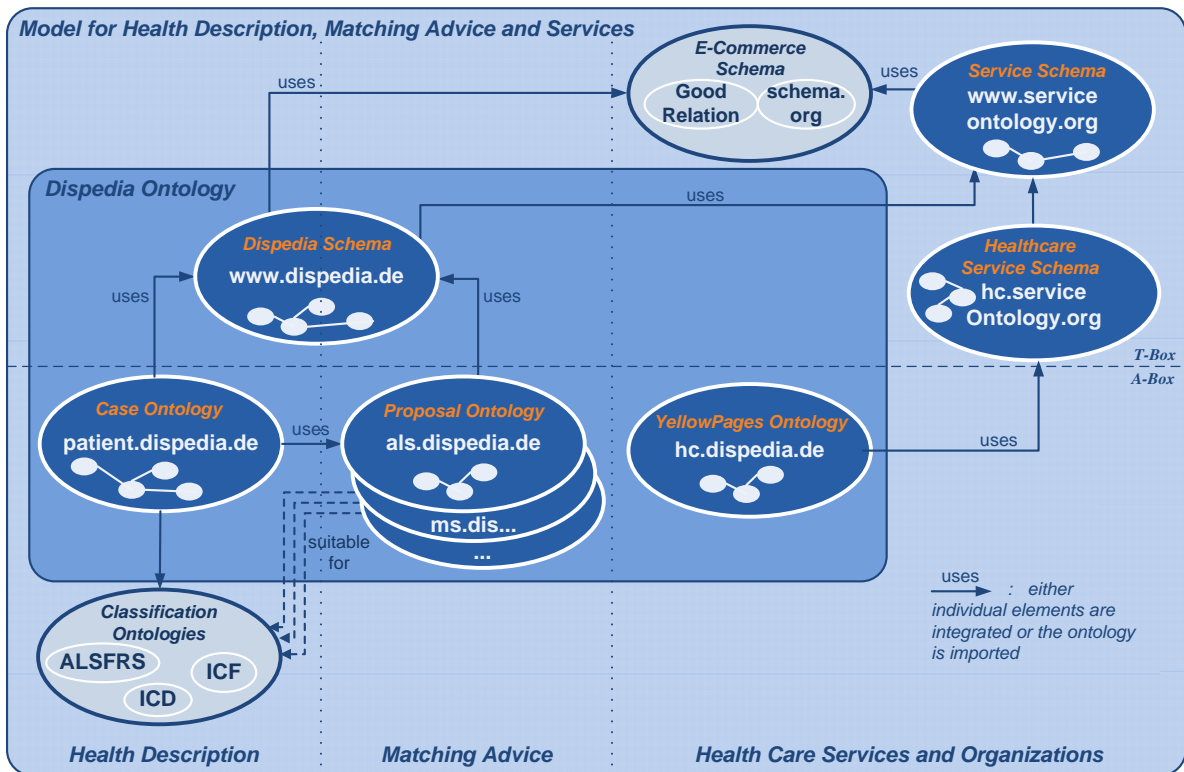 Model for Health Description, Matching Advice and Services
E-Commerce
Schema
Good
Relation
schema.
org
uses
uses
Service Schema
www.service
ontology.org
Dispedia Ontology
uses
Dispedia Schema
www.dispedia.de
Healthcare
Service Schema
hc.service
Ontology.org
uses
uses
T-Box
A-Box
Case Ontology
patient.dispedia.de
uses
Proposal Ontology
als.dispedia.de
ms.dis...
...
YellowPages Ontology
hc.dispedia.de
uses
suitable
for
Classification
Ontologies
ALSFRS
ICF
ICD
uses
: either
individual elements are
integrated or the ontology
is imported
Health Description
Matching Advice
Health Care Services and Organizations